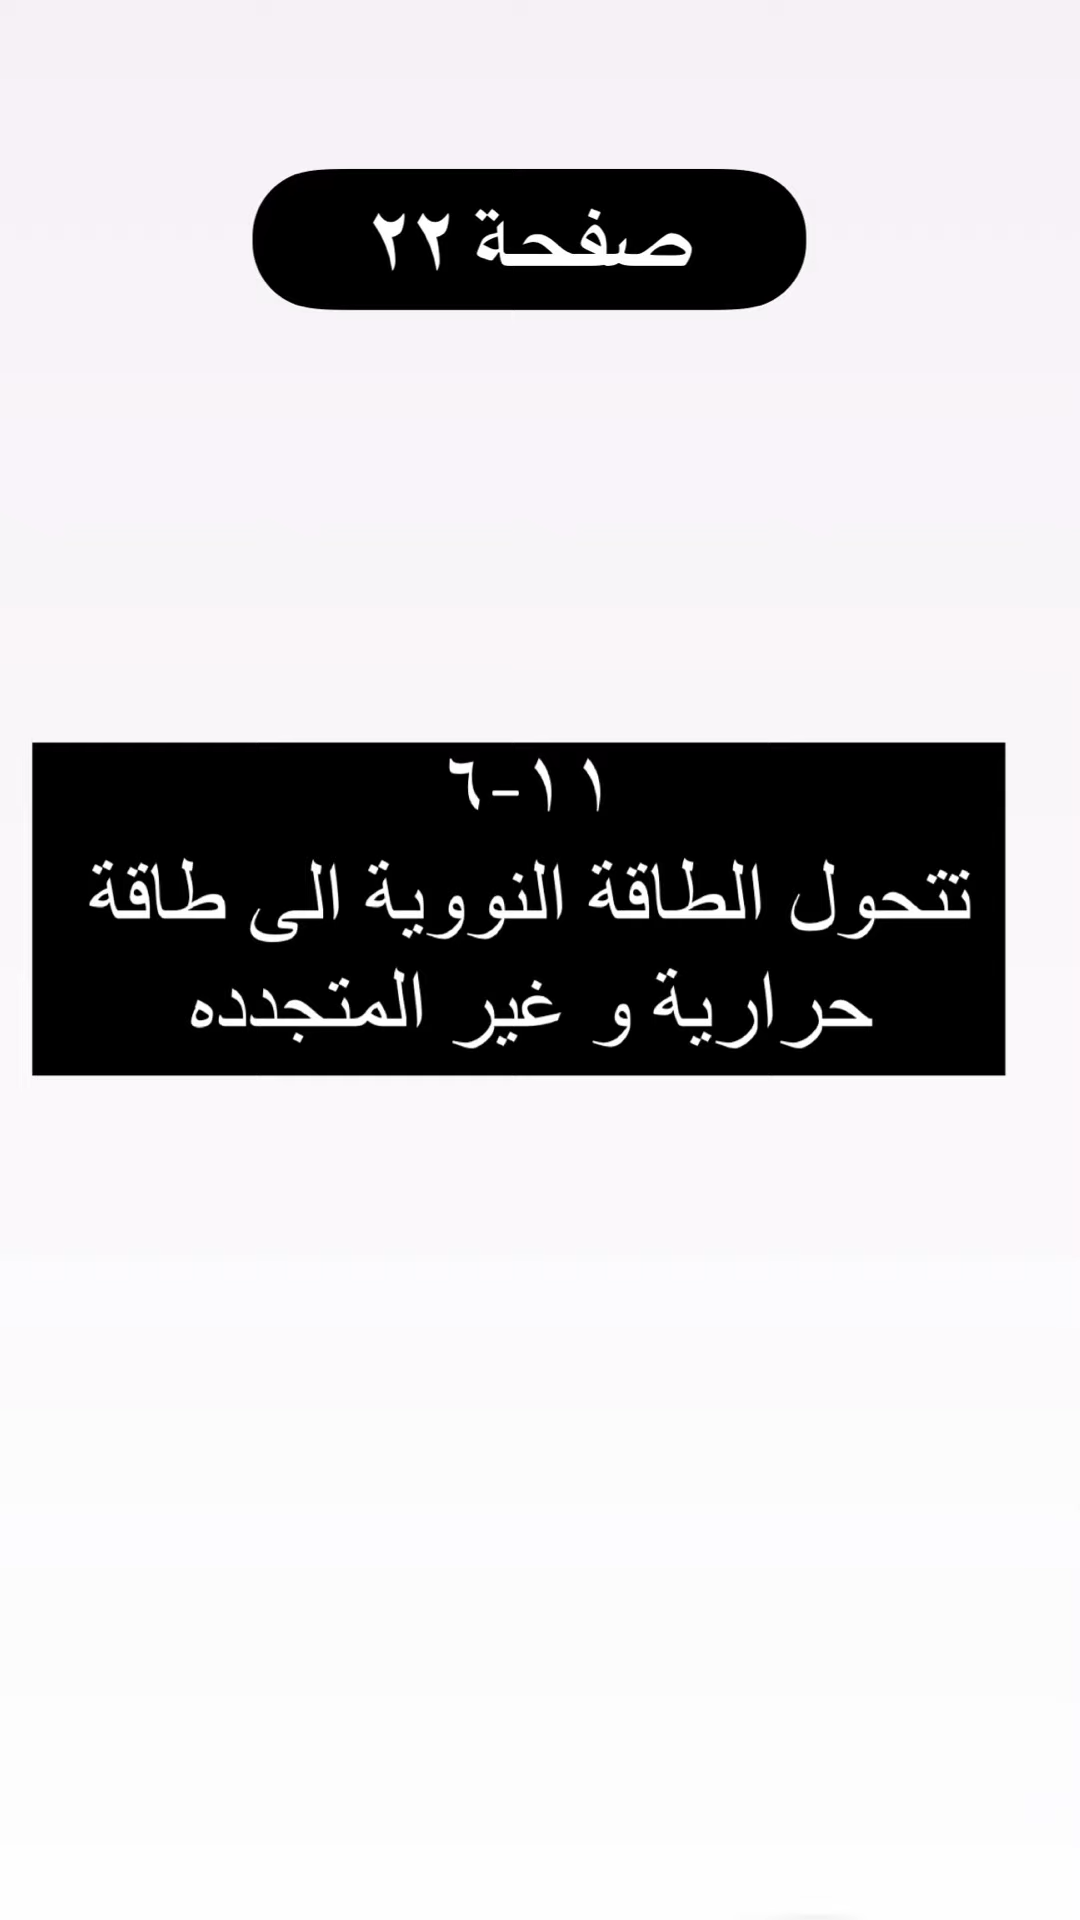 صفحة ٢٢
١١-٦
تتحول الطاقة النووية الى طاقة
حرارية و غير المتجدده